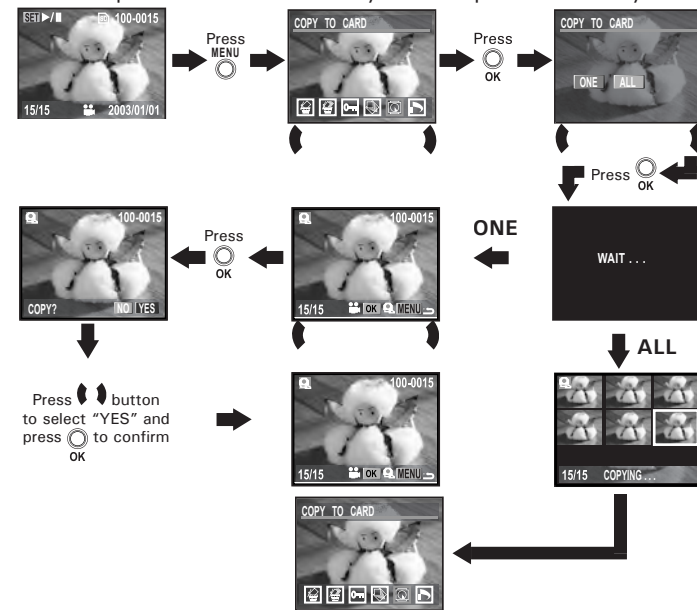 SET 100-0015
15/15 2003/01/01
Press
MENU
COPY TO CARD
Press
OK
COPY TO CARD
ONE ALL
Press
OK
100-0015
COPY? NO YES
Press
OK
100-0015
15/15 OK MENU
ONE
WAIT . . .
ALL
Press button
to select “YES” and
press to confirm
OK
100-0015
15/15 OK MENU
15/15 COPYING . . .
COPY TO CARD